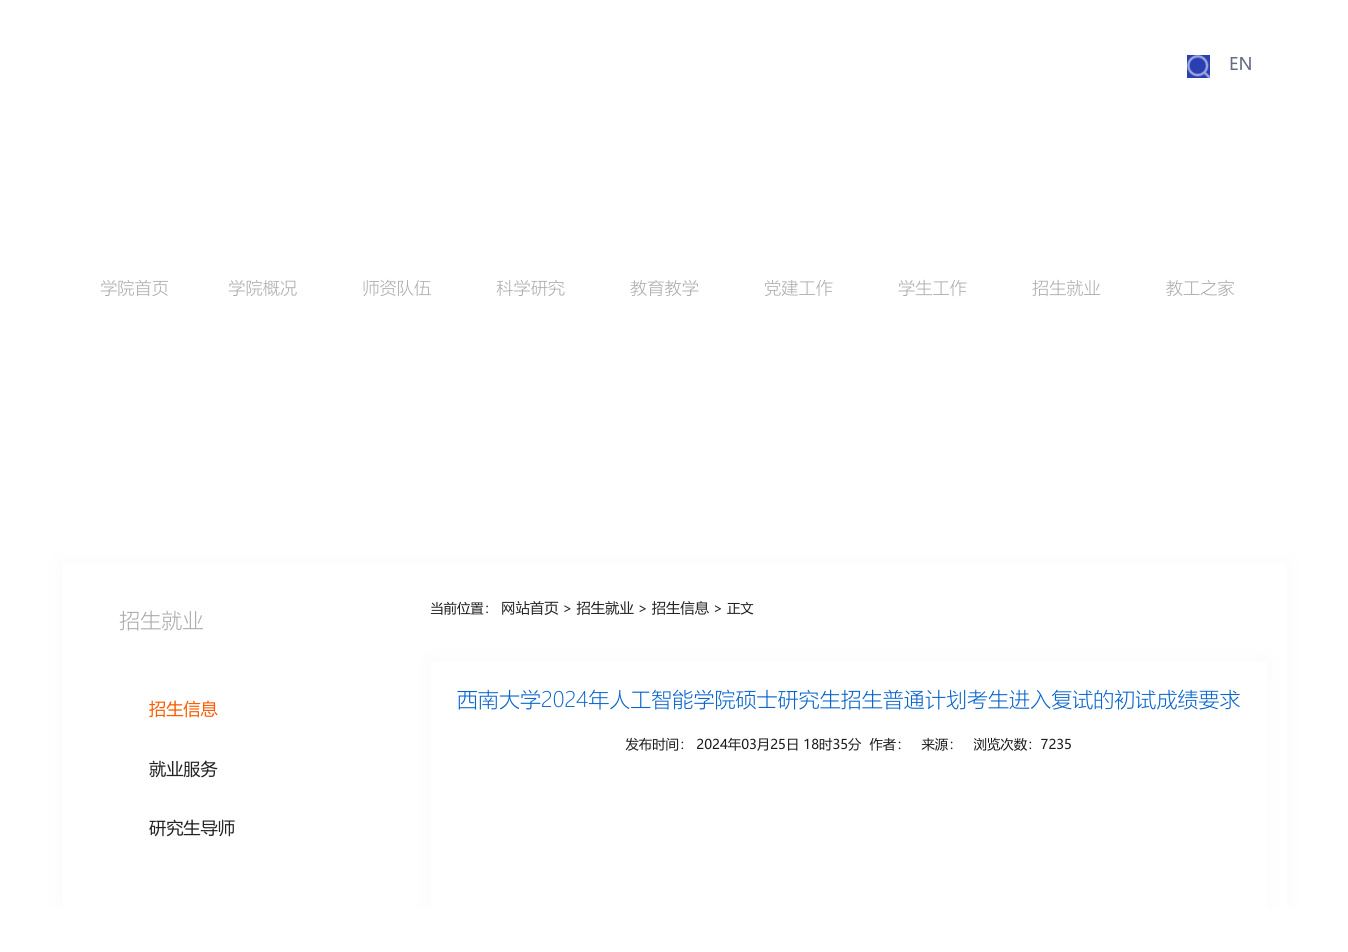 EN
学院首页 学院概况 师资队伍 科学研究 教育教学 党建工作 学生工作 招生就业 教工之家
招生就业
当前位置： 网站首页 > 招生就业 > 招生信息 > 正文
招生信息
就业服务
研究生导师
西南大学2024年人工智能学院硕士研究生招生普通计划考生进入复试的初试成绩要求
发布时间： 2024年03月25日 18时35分 作者： 来源： 浏览次数：7235